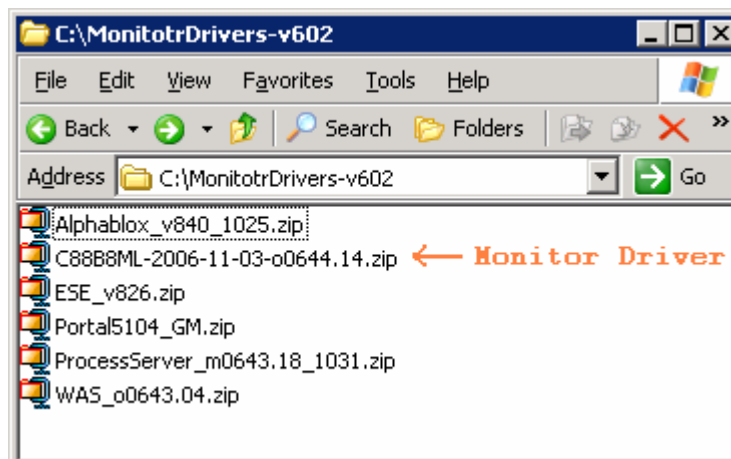 C:\MonitotrDrivers-v602
File Edit View Favorites Tools Help
Back Search Folders »
Address C:\MonitotrDrivers-v602 Go
Alphablox_v840_1025.zip
C88B8ML-2006-11-03-o0644.14.zip Monitor Driver
ESE_v826.zip
Portal5104_GM.zip
ProcessServer_m0643.18_1031.zip
WAS_o0643.04.zip